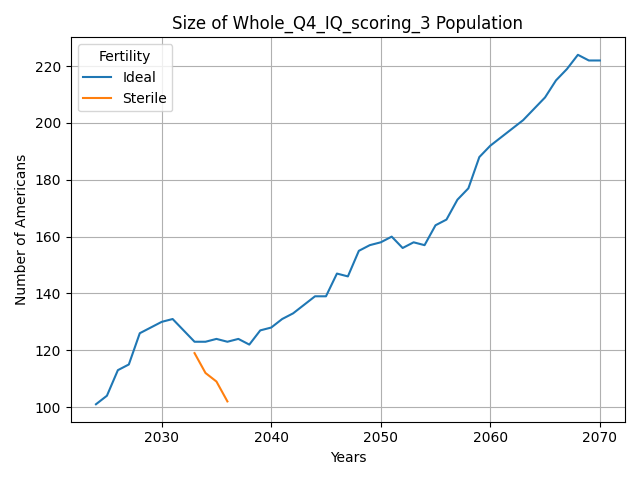 Size of Whole_Q4_IQ_scoring_3 Population
Fertility
Ideal
Sterile
Number of Americans
220
200
180
160
140
120
100
2030 2040 2050 2060 2070
Years